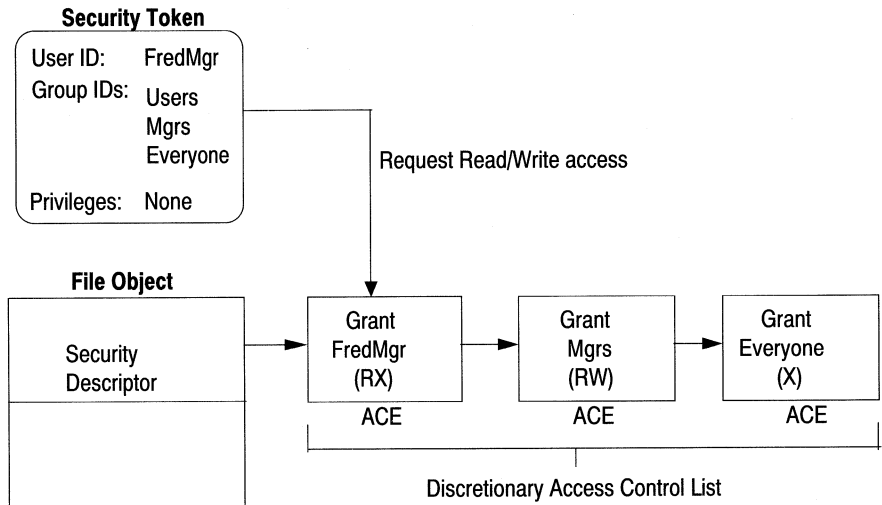 Security Token
User ID: FredMgr
Group IDs: Users
Mgrs
Everyone
Privileges: None
Request Read/Write access
File Object
Security
Descriptor
Grant
FredMgr
(RX)
ACE
Grant
Mgrs
(RW)
ACE
Grant
Everyone
(X)
ACE
Discretionary Access Control List